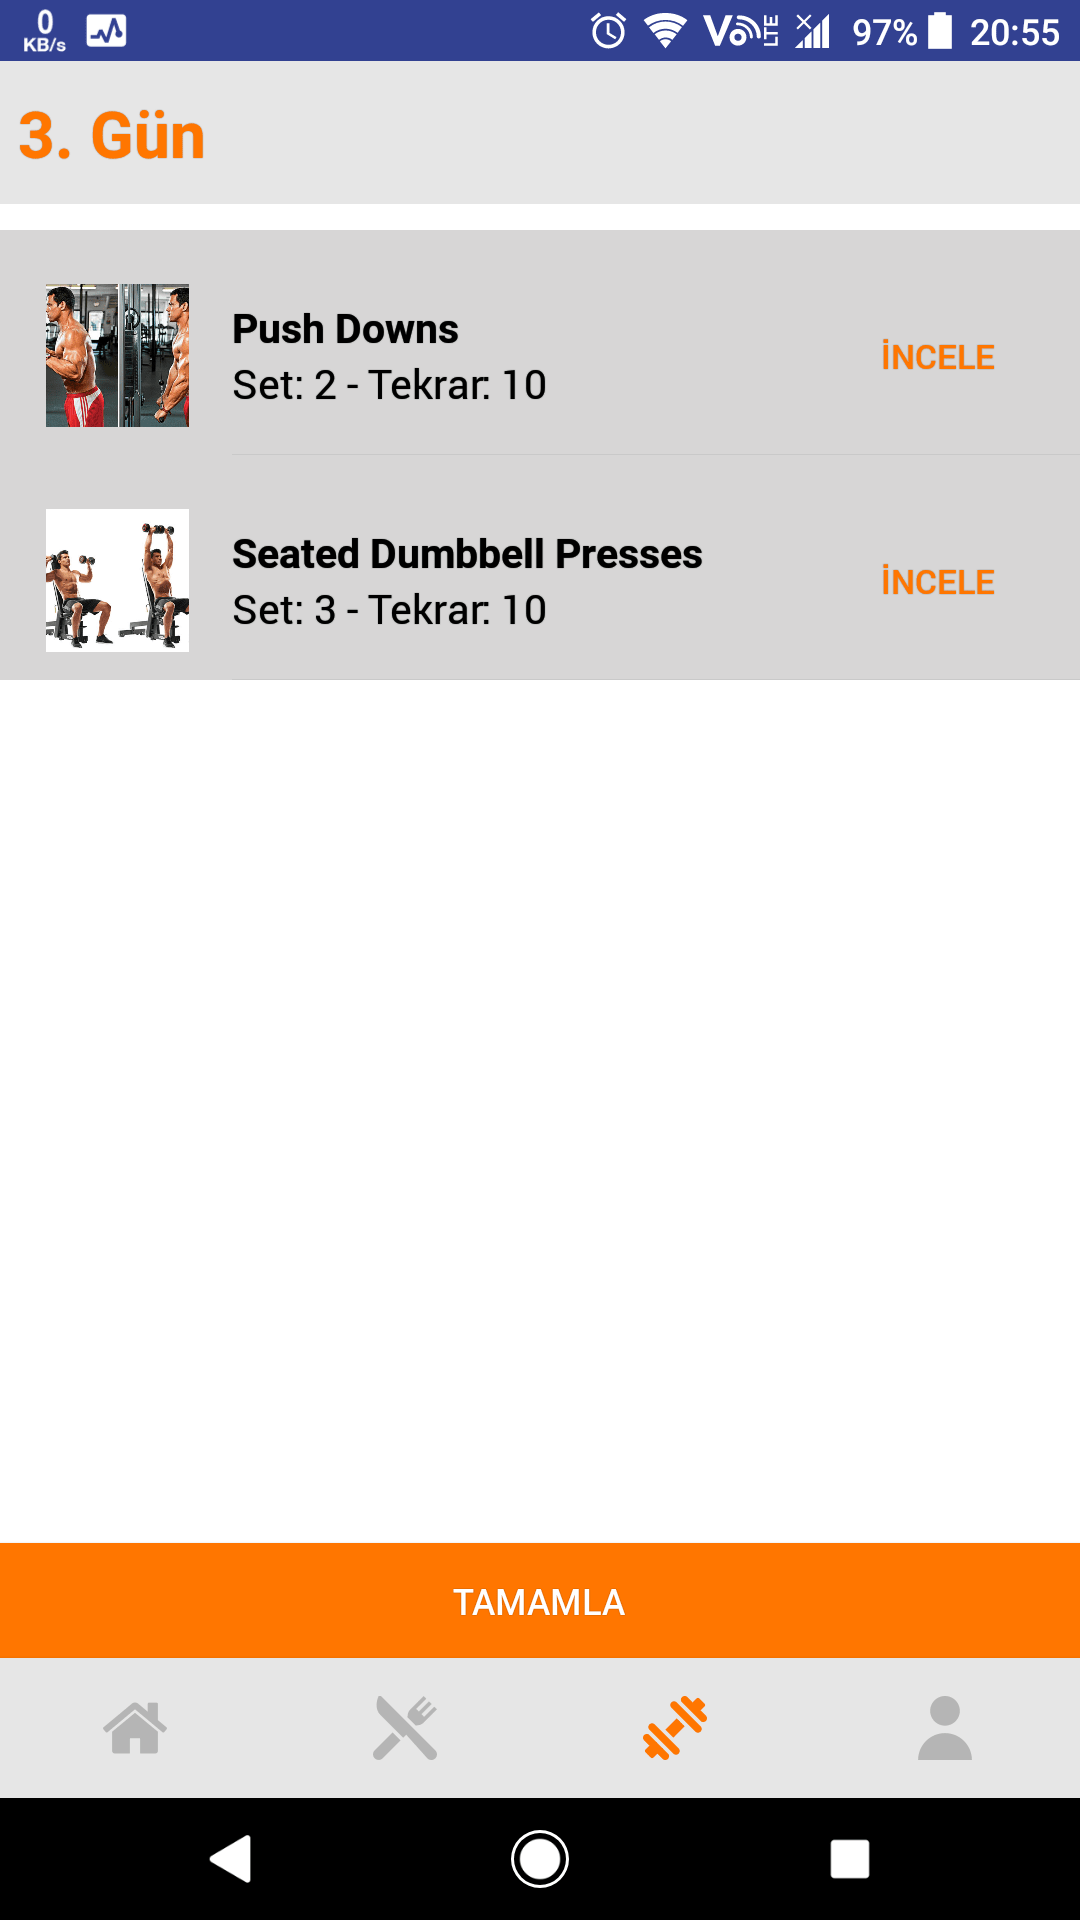 0
KB/s
VoLTE
97%
20:55
3. Gün
Push Downs
Set: 2 - Tekrar: 10
İNCELE
Seated Dumbbell Presses
Set: 3 - Tekrar: 10
İNCELE
TAMAMLA